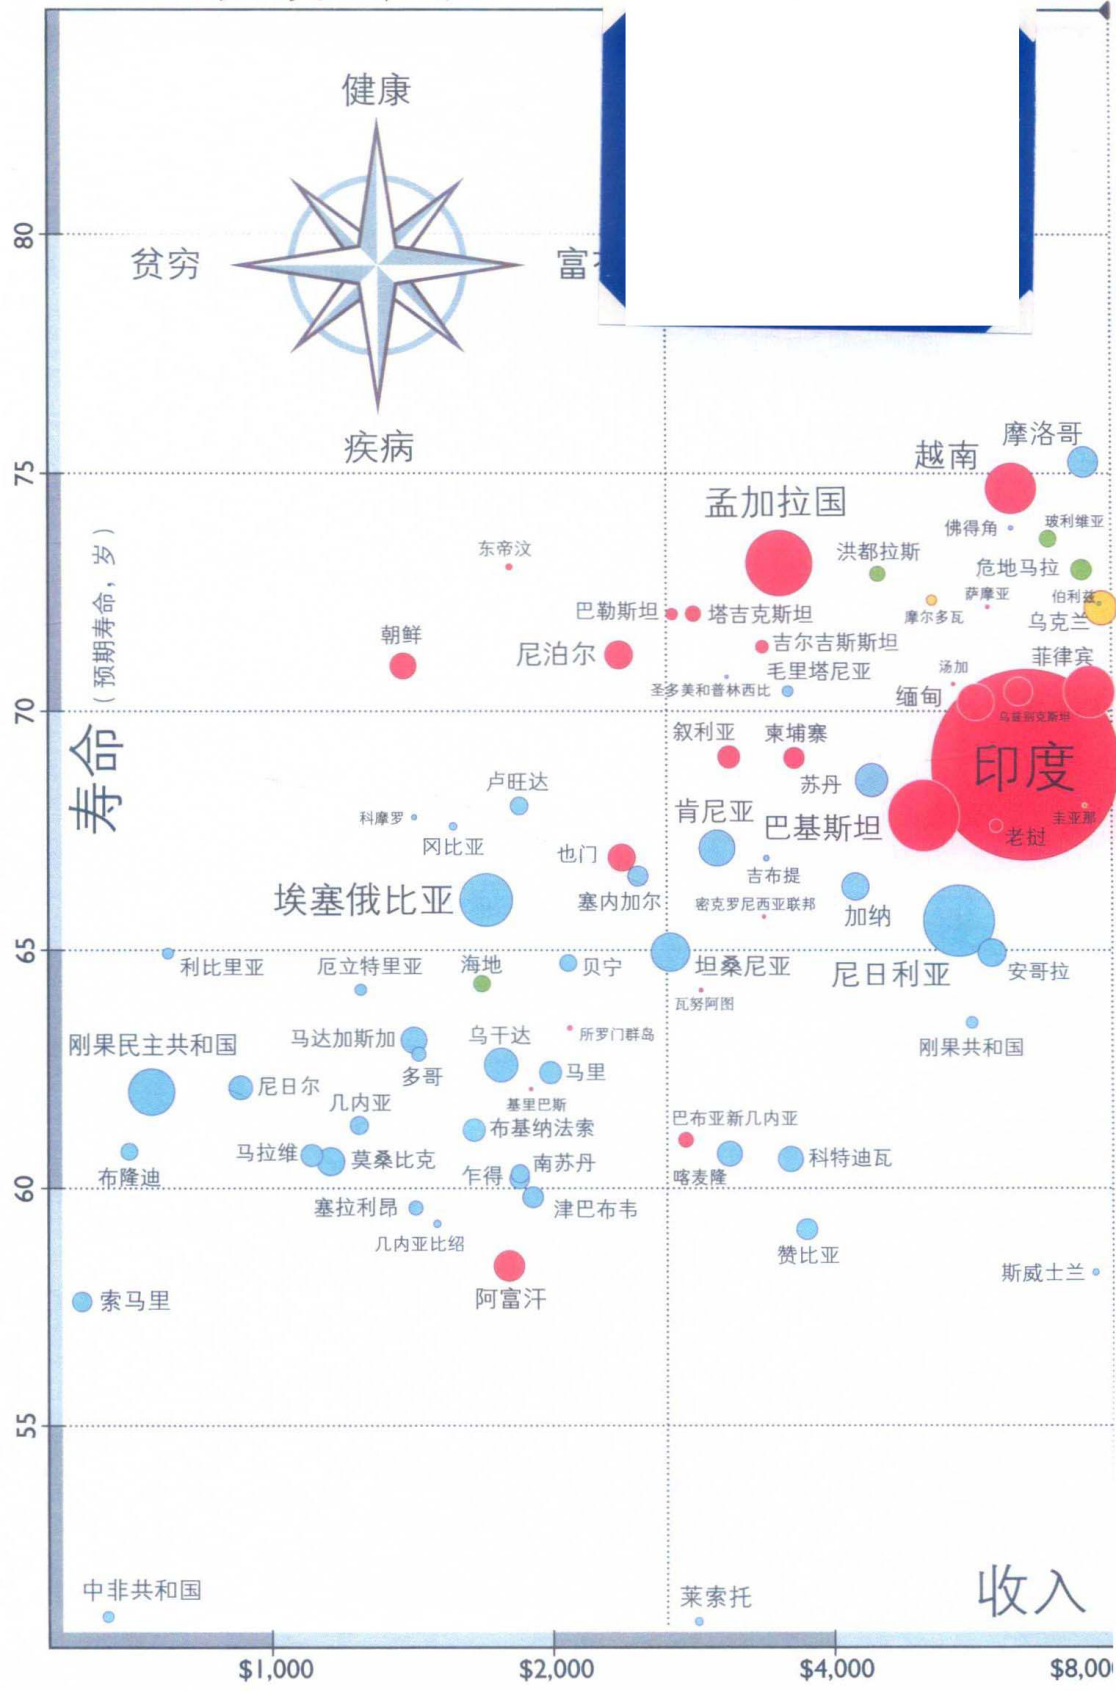 健康
80
贫穷
富
疾病
75
越南
摩洛哥
孟加拉国
佛得角
玻利维亚
东帝汶
洪都拉斯
危地马拉
萨摩亚
伯利兹
巴勒斯坦
塔吉克斯坦
摩尔多瓦
乌克兰
朝鲜
尼泊尔
吉尔吉斯斯坦
菲律宾
毛里塔尼亚
汤加
圣多美和普林西比
缅甸
70
乌兹别克斯坦
叙利亚
柬埔寨
印度
苏丹
寿命（预期寿命，岁）
卢旺达
科摩罗
肯尼亚
巴基斯坦
圭亚那
冈比亚
老挝
也门
吉布提
埃塞俄比亚
塞内加尔
密克罗尼西亚联邦
加纳
65
利比里亚
厄立特里亚
海地
贝宁
坦桑尼亚
尼日利亚
安哥拉
瓦努阿图
刚果民主共和国
马达加斯加
乌干达
所罗门群岛
刚果共和国
多哥
马里
尼日尔
几内亚
基里巴斯
布基纳法索
巴布亚新几内亚
马拉维
莫桑比克
南苏丹
科特迪瓦
布隆迪
乍得
喀麦隆
60
塞拉利昂
津巴布韦
几内亚比绍
赞比亚
斯威士兰
索马里
阿富汗
55
中非共和国
莱索托
收入
$1,000
$2,000
$4,000
$8,00